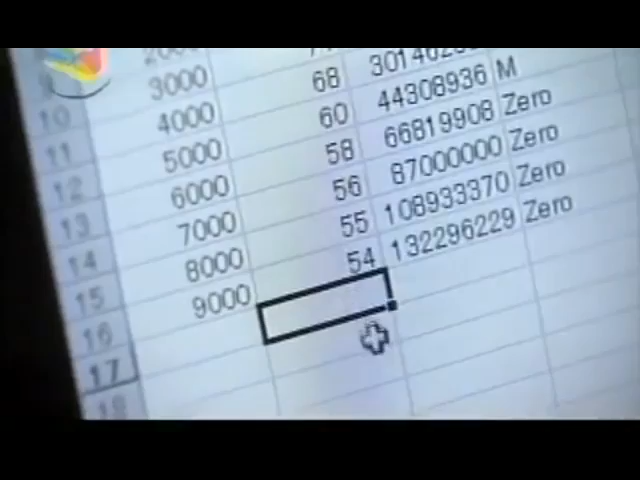 10 3000
11 4000 68
12 5000 60 44308936 M
13 6000 58 66819908 Zero
14 7000 56 87000000 Zero
15 8000 55 108933370 Zero
16 9000 54 132296229 Zero
17
18